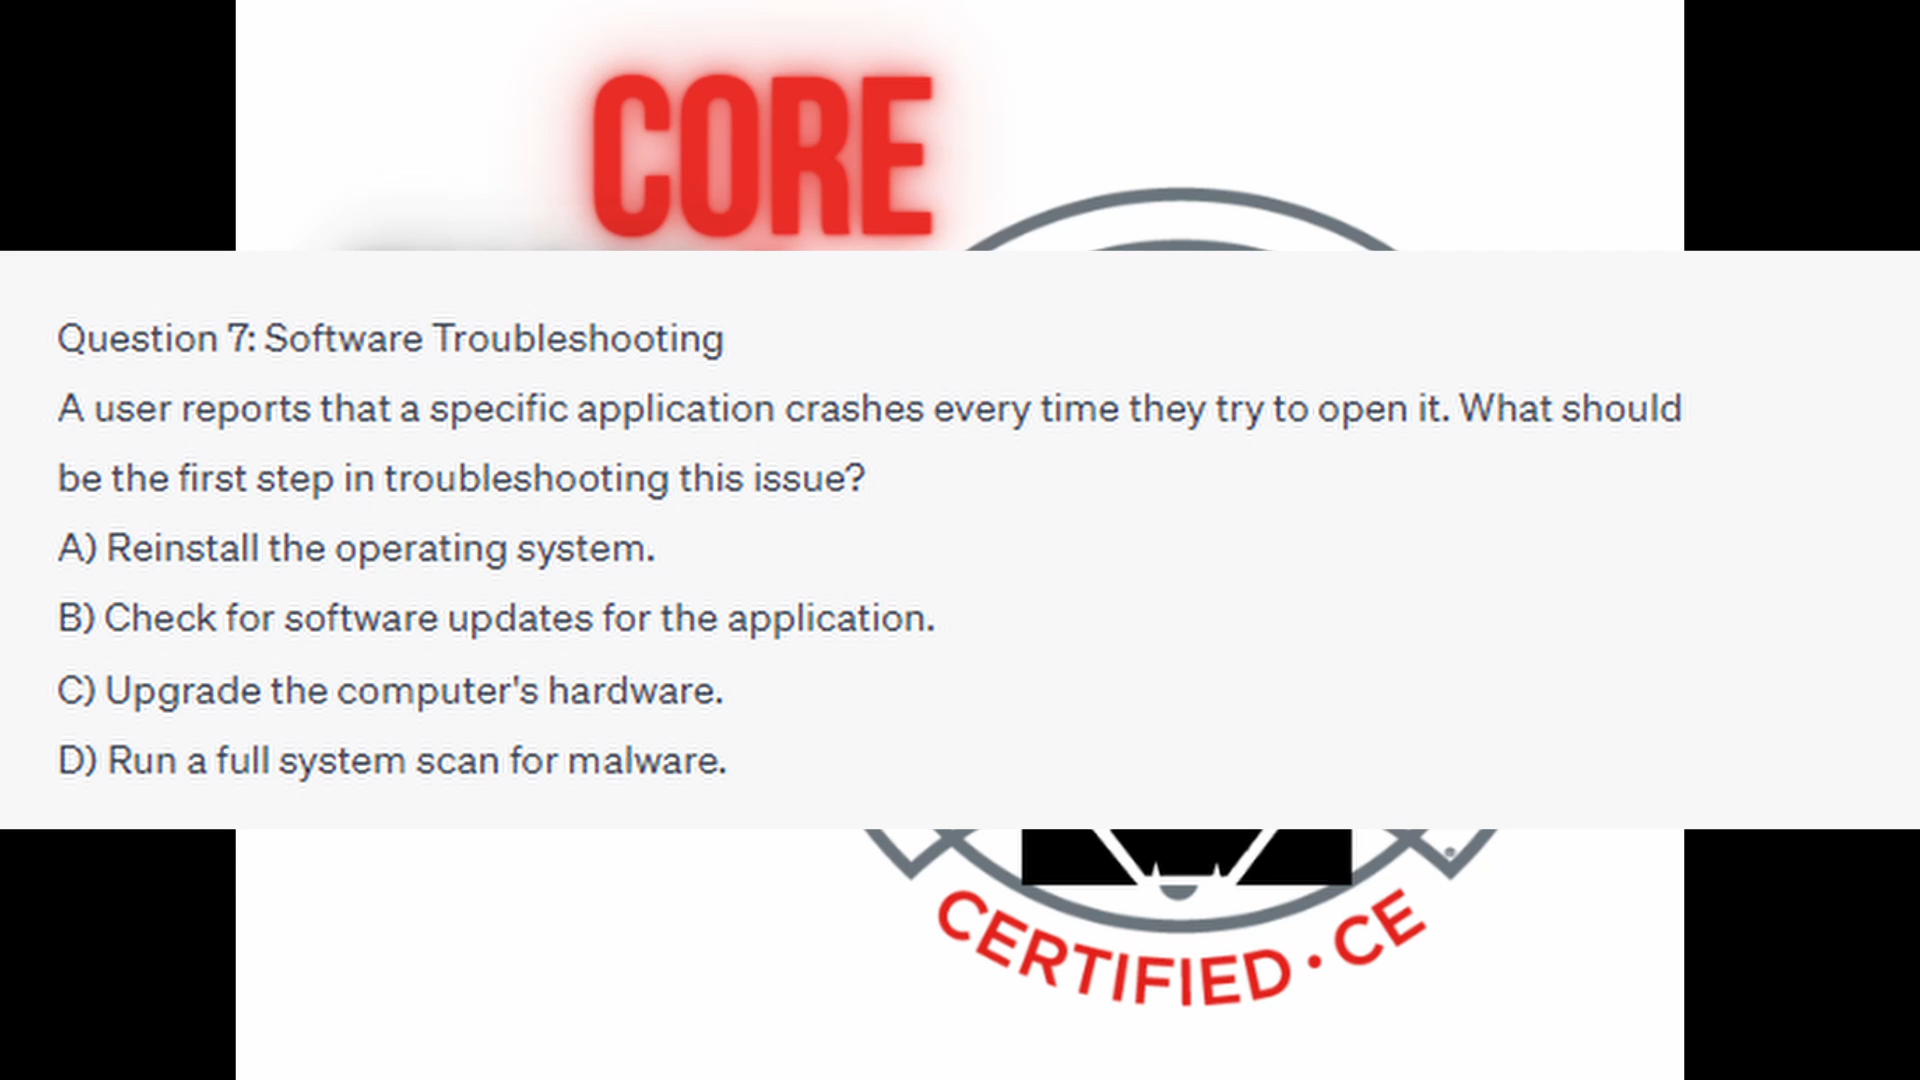 CORE
Question 7: Software Troubleshooting
A user reports that a specific application crashes every time they try to open it. What should
be the first step in troubleshooting this issue?
A) Reinstall the operating system.
B) Check for software updates for the application.
C) Upgrade the computer's hardware.
D) Run a full system scan for malware.
CERTIFIED • CE